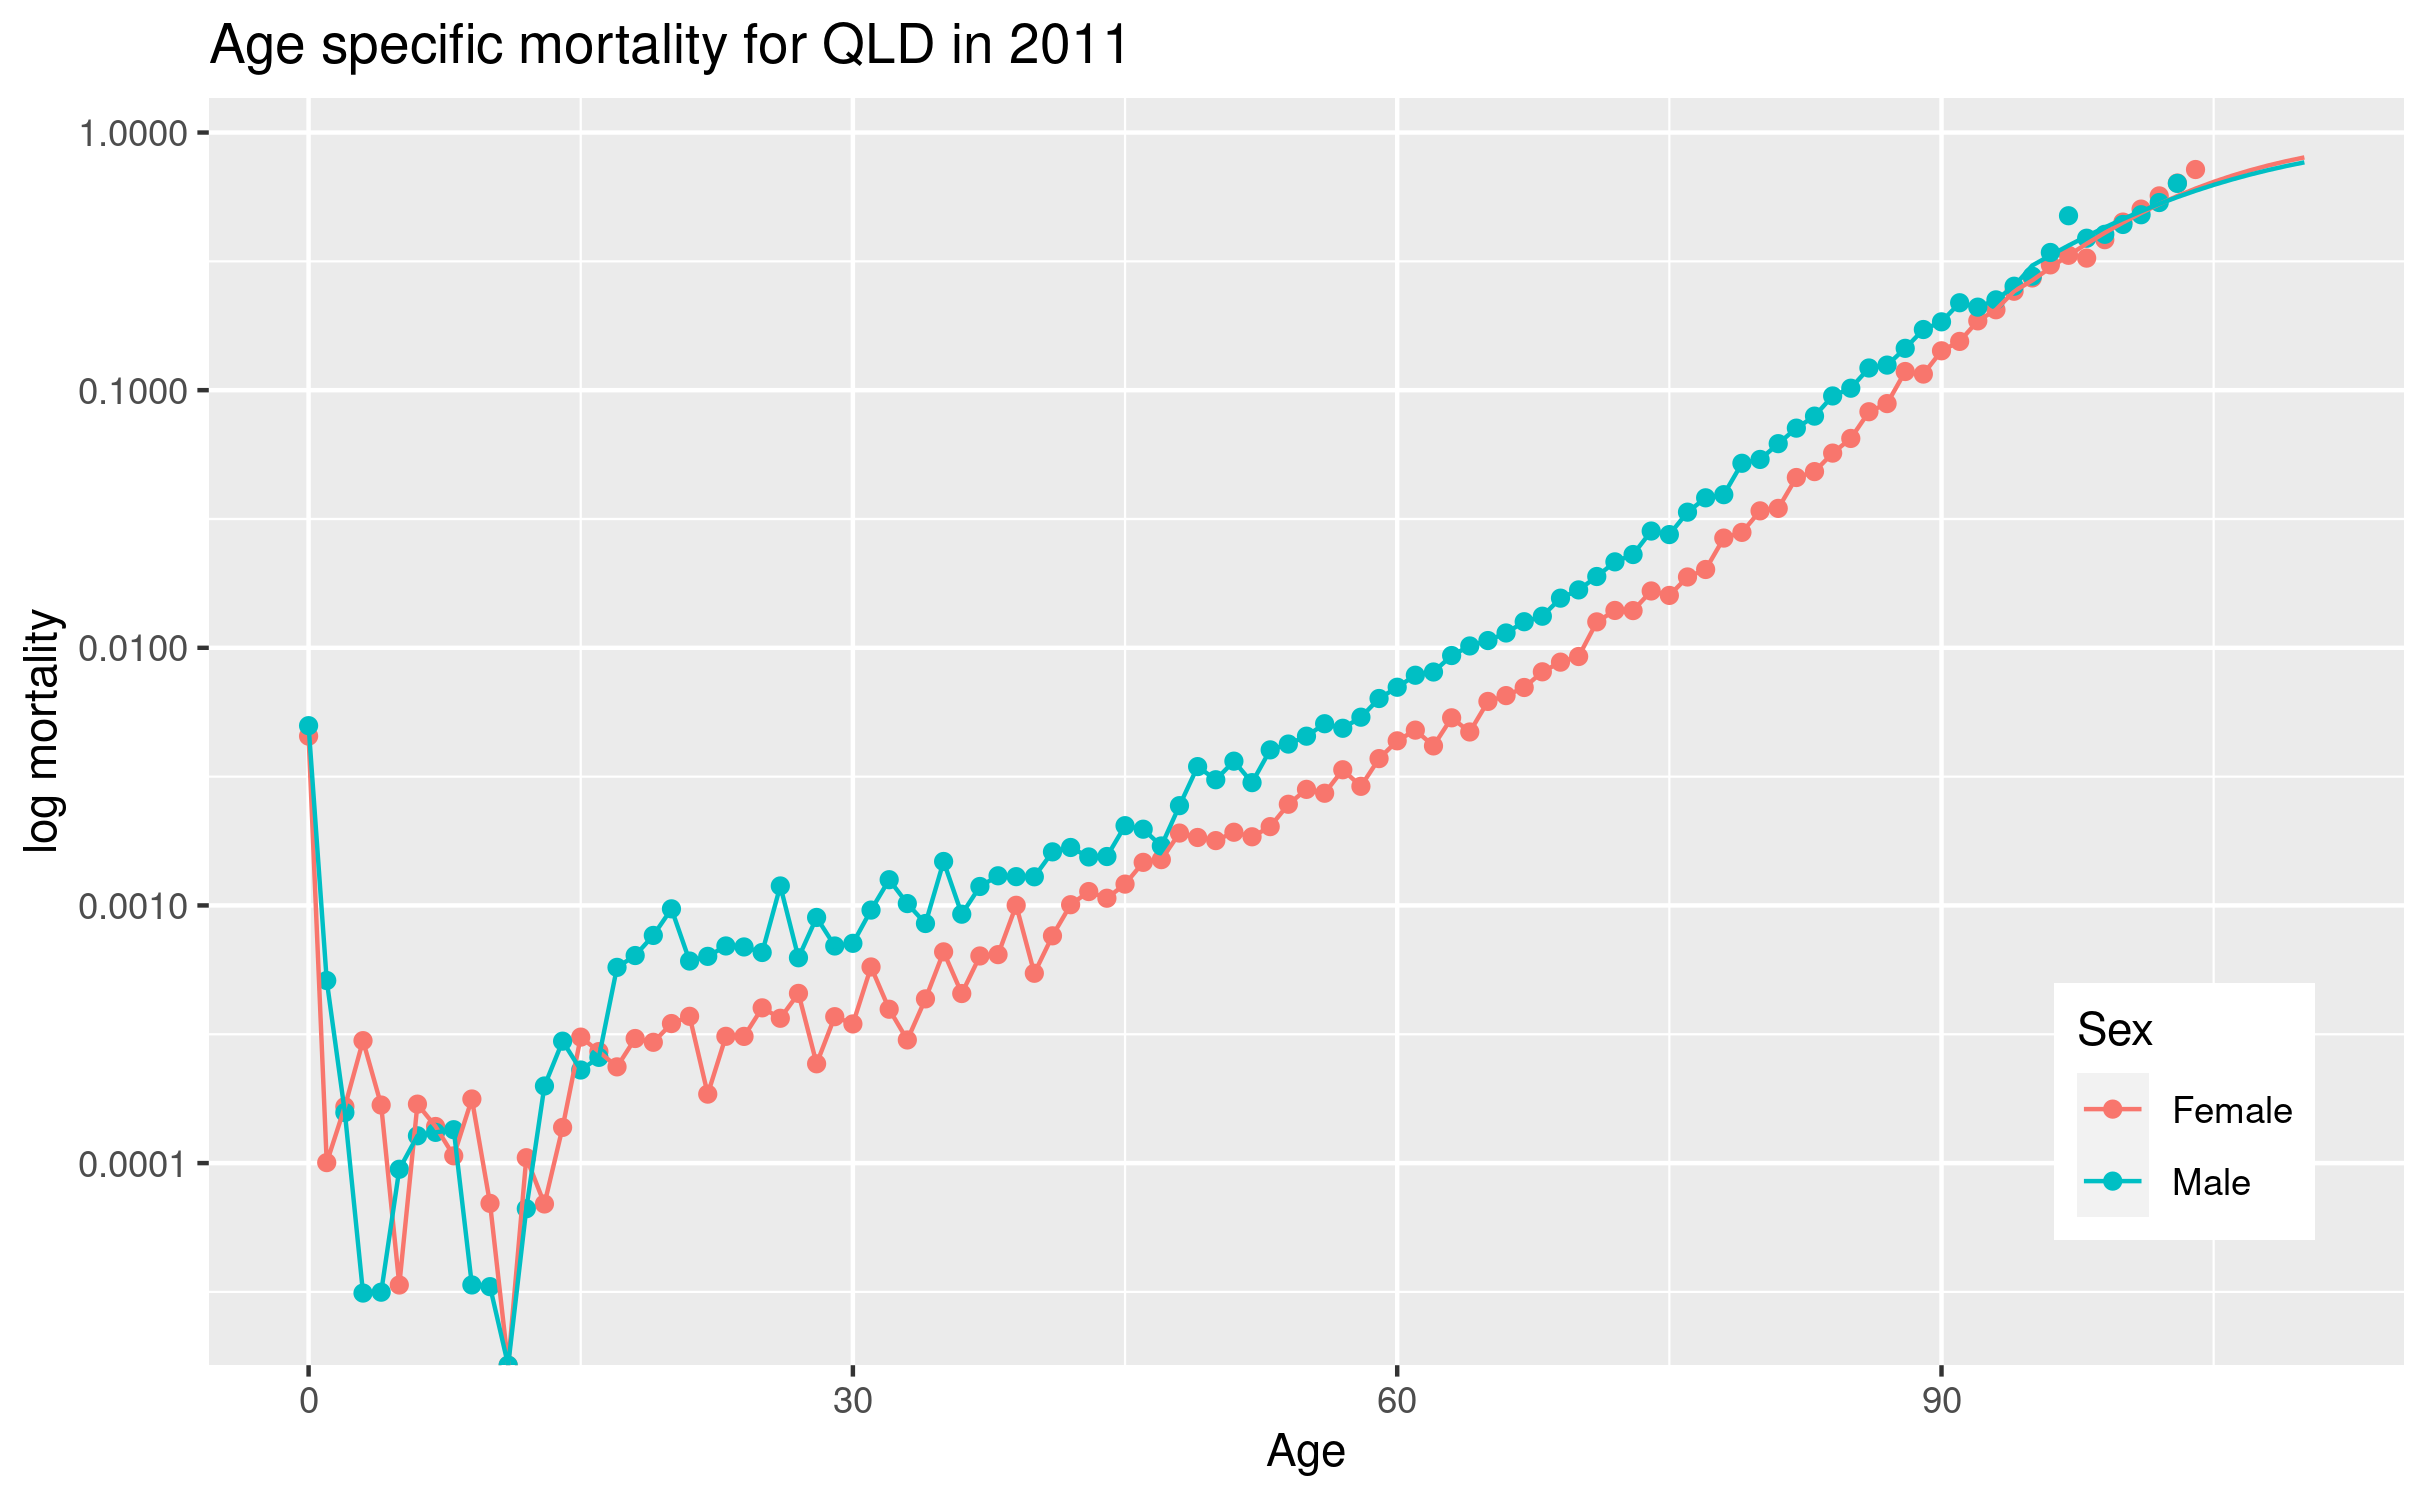 Age specific mortality for QLD in 2011
1.0000
0.1000
0.0100
0.0010
0.0001
log mortality
0 30 60 90
Age
Sex
Female
Male